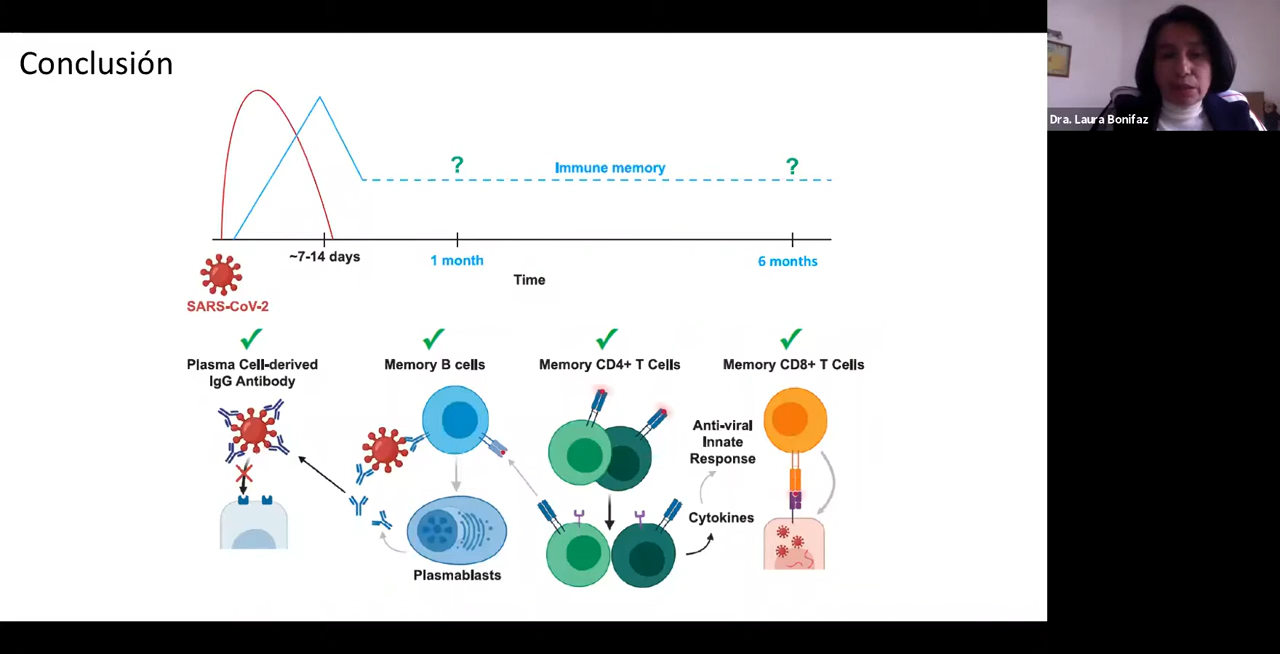 Conclusión
Dra. Laura Bonifaz
?
Immune memory
?
~7-14 days
1 month
6 months
Time
SARS-CoV-2
Plasma Cell-derived
IgG Antibody
Memory B cells
Memory CD4+ T Cells
Memory CD8+ T Cells
Anti-viral
Innate
Response
Cytokines
Plasmablasts